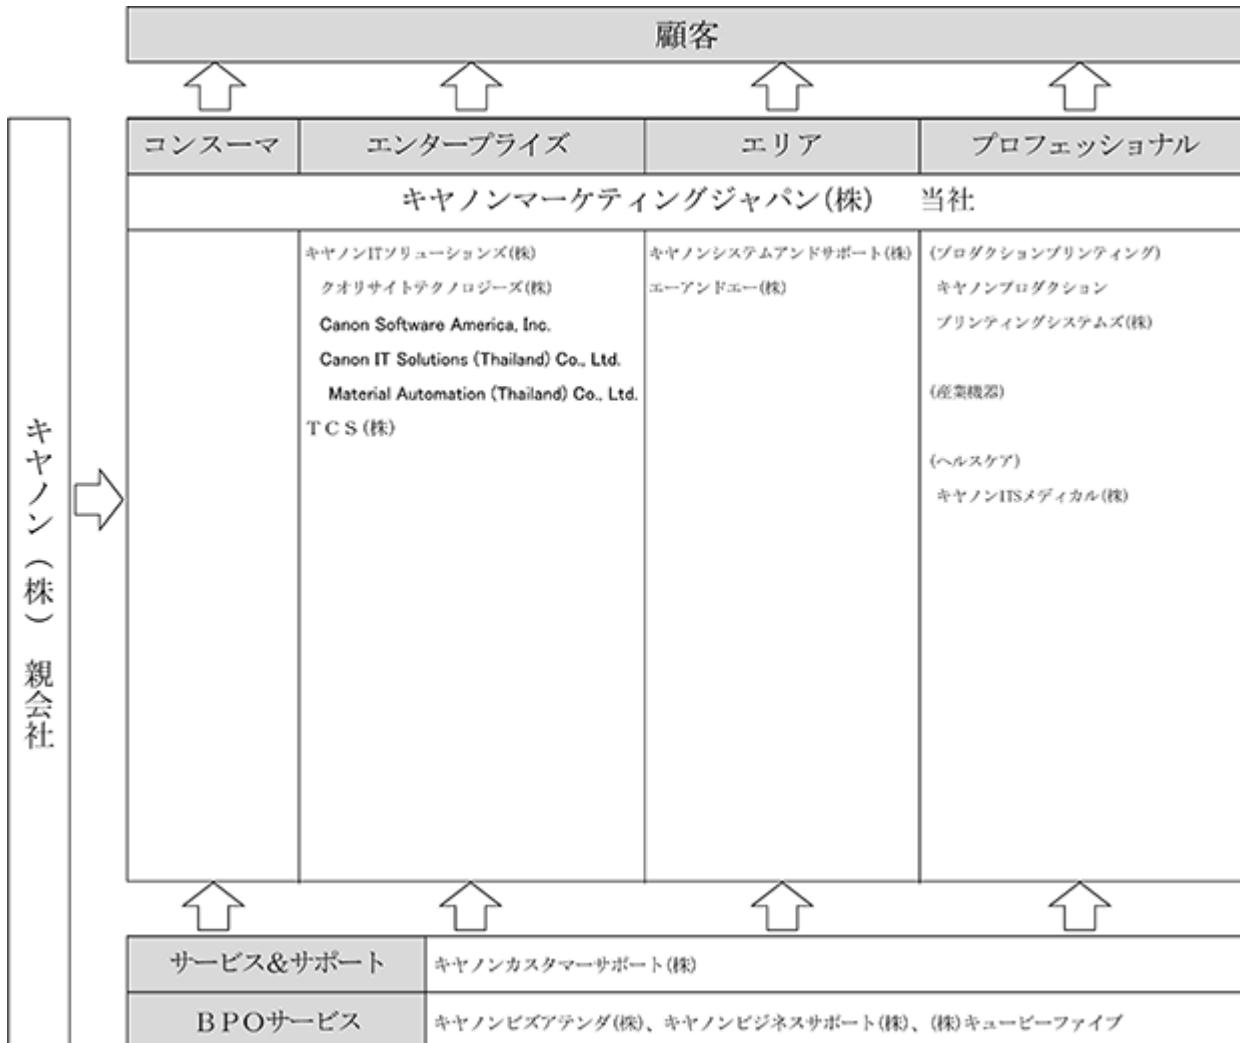 顧客
コンスーマ
エンタープライズ
エリア
プロフェッショナル
キヤノンマーケティングジャパン(株) 当社
キヤノンITソリューションズ(株)
クオリサイトテクノロジーズ(株)
Canon Software America, Inc.
Canon IT Solutions (Thailand) Co., Ltd.
Material Automation (Thailand) Co., Ltd.
ＴＣＳ(株)
キヤノンシステムアンドサポート(株)
エーアンドエー(株)
(プロダクションプリンティング)
キヤノンプロダクション
プリンティングシステムズ(株)
(産業機器)
(ヘルスケア)
キヤノンITSメディカル(株)
キヤノン(株) 親会社
サービス&サポート
キヤノンカスタマーサポート(株)
ＢＰＯサービス
キヤノンビズアテンダ(株)、キヤノンビジネスサポート(株)、(株)キュービーファイブ